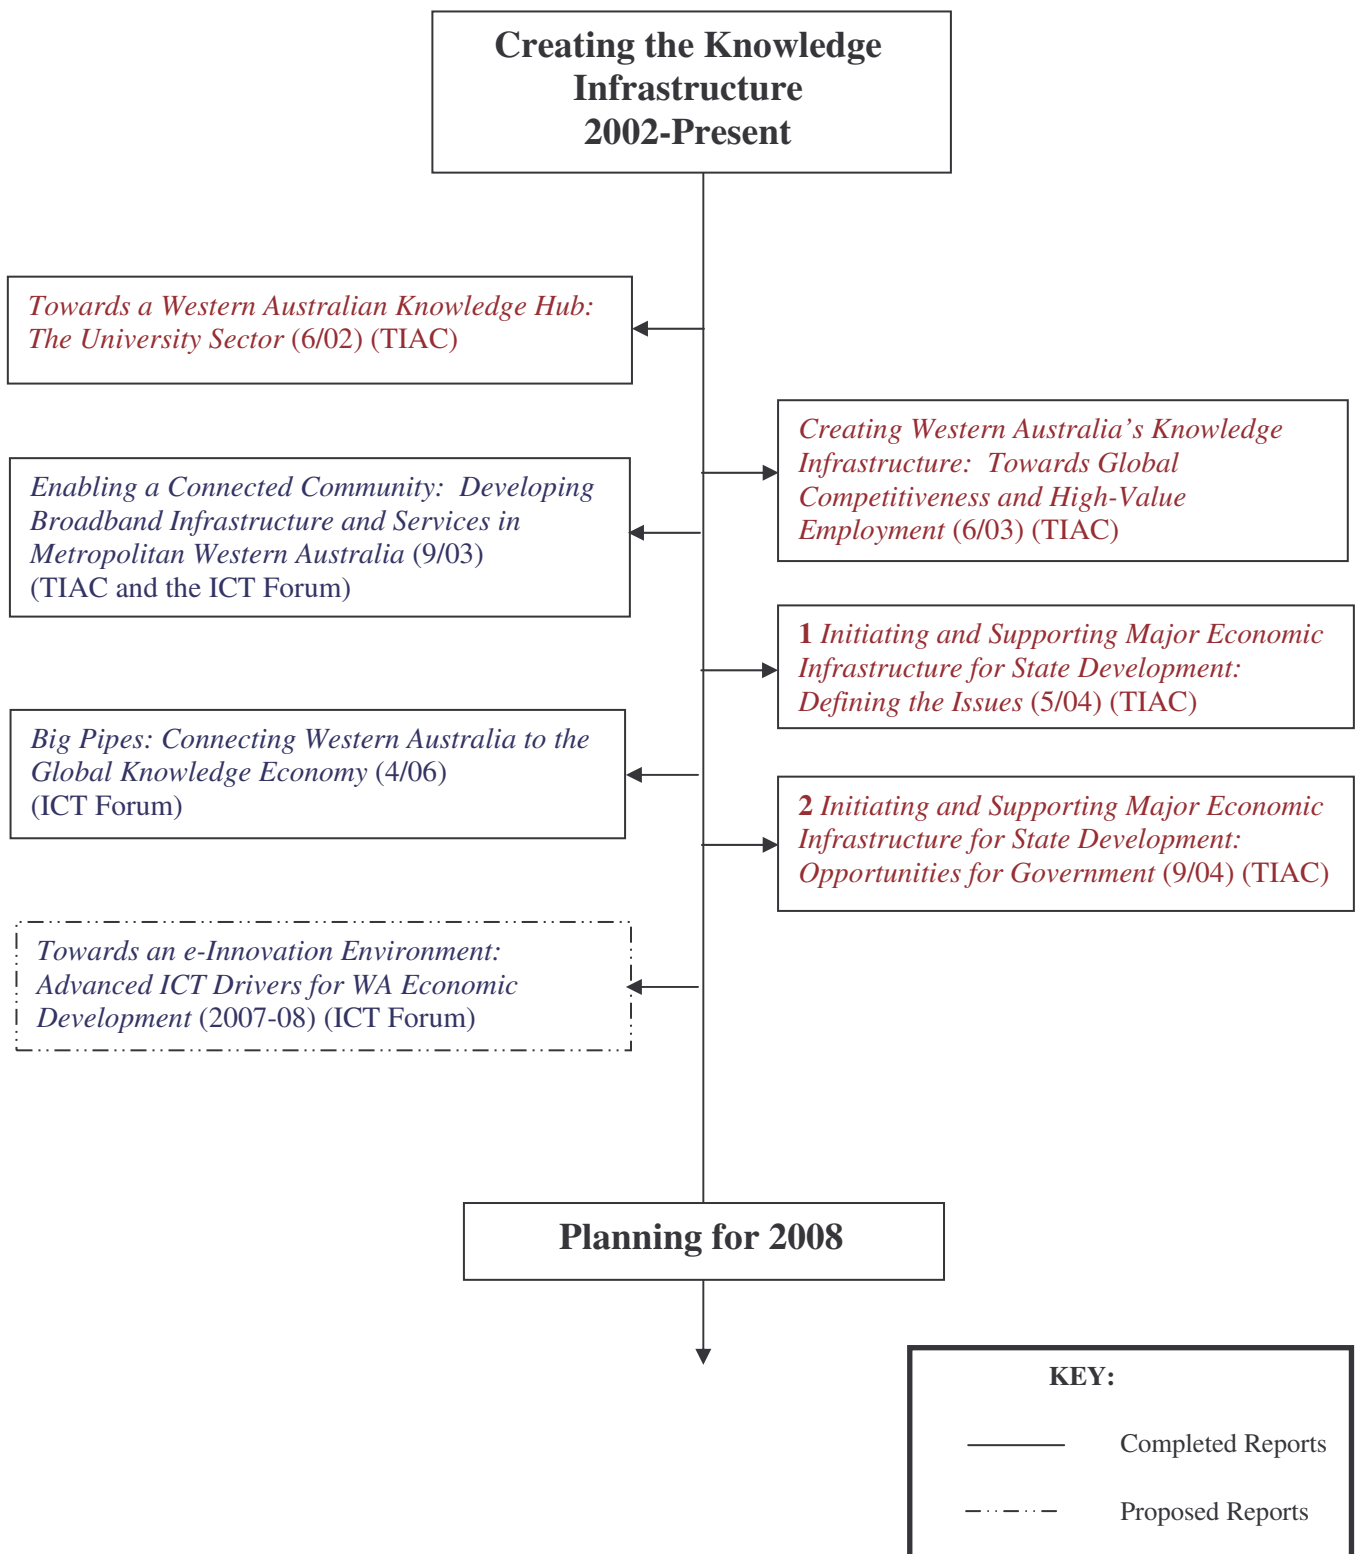 Creating the Knowledge
Infrastructure
2002-Present
Towards a Western Australian Knowledge Hub:
The University Sector (6/02) (TIAC)
Creating Western Australia’s Knowledge
Infrastructure:  Towards Global
Competitiveness and High-Value
Employment (6/03) (TIAC)
Enabling a Connected Community:  Developing
Broadband Infrastructure and Services in
Metropolitan Western Australia (9/03)
(TIAC and the ICT Forum)
1 Initiating and Supporting Major Economic
Infrastructure for State Development:
Defining the Issues (5/04) (TIAC)
Big Pipes: Connecting Western Australia to the
Global Knowledge Economy (4/06)
(ICT Forum)
2 Initiating and Supporting Major Economic
Infrastructure for State Development:
Opportunities for Government (9/04) (TIAC)
Towards an e-Innovation Environment:
Advanced ICT Drivers for WA Economic
Development (2007-08) (ICT Forum)
Planning for 2008
KEY:
Completed Reports
Proposed Reports